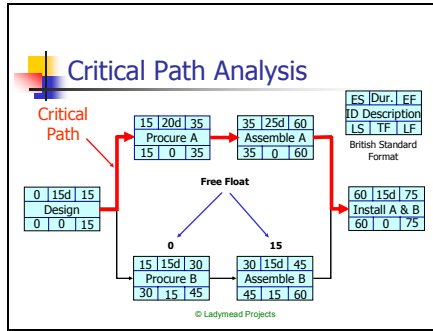 Critical Path Analysis
Critical
Path
15 20d 35
Procure A
15 0 35
35 25d 60
Assemble A
35 0 60
ES Dur. EF
ID Description
LS TF LF
British Standard
Format
Free Float
0 15d 15
Design
0 0 15
60 15d 75
Install A & B
60 0 75
0
15
15 15d 30
Procure B
30 15 45
30 15d 45
Assemble B
45 15 60
© Ladymead Projects